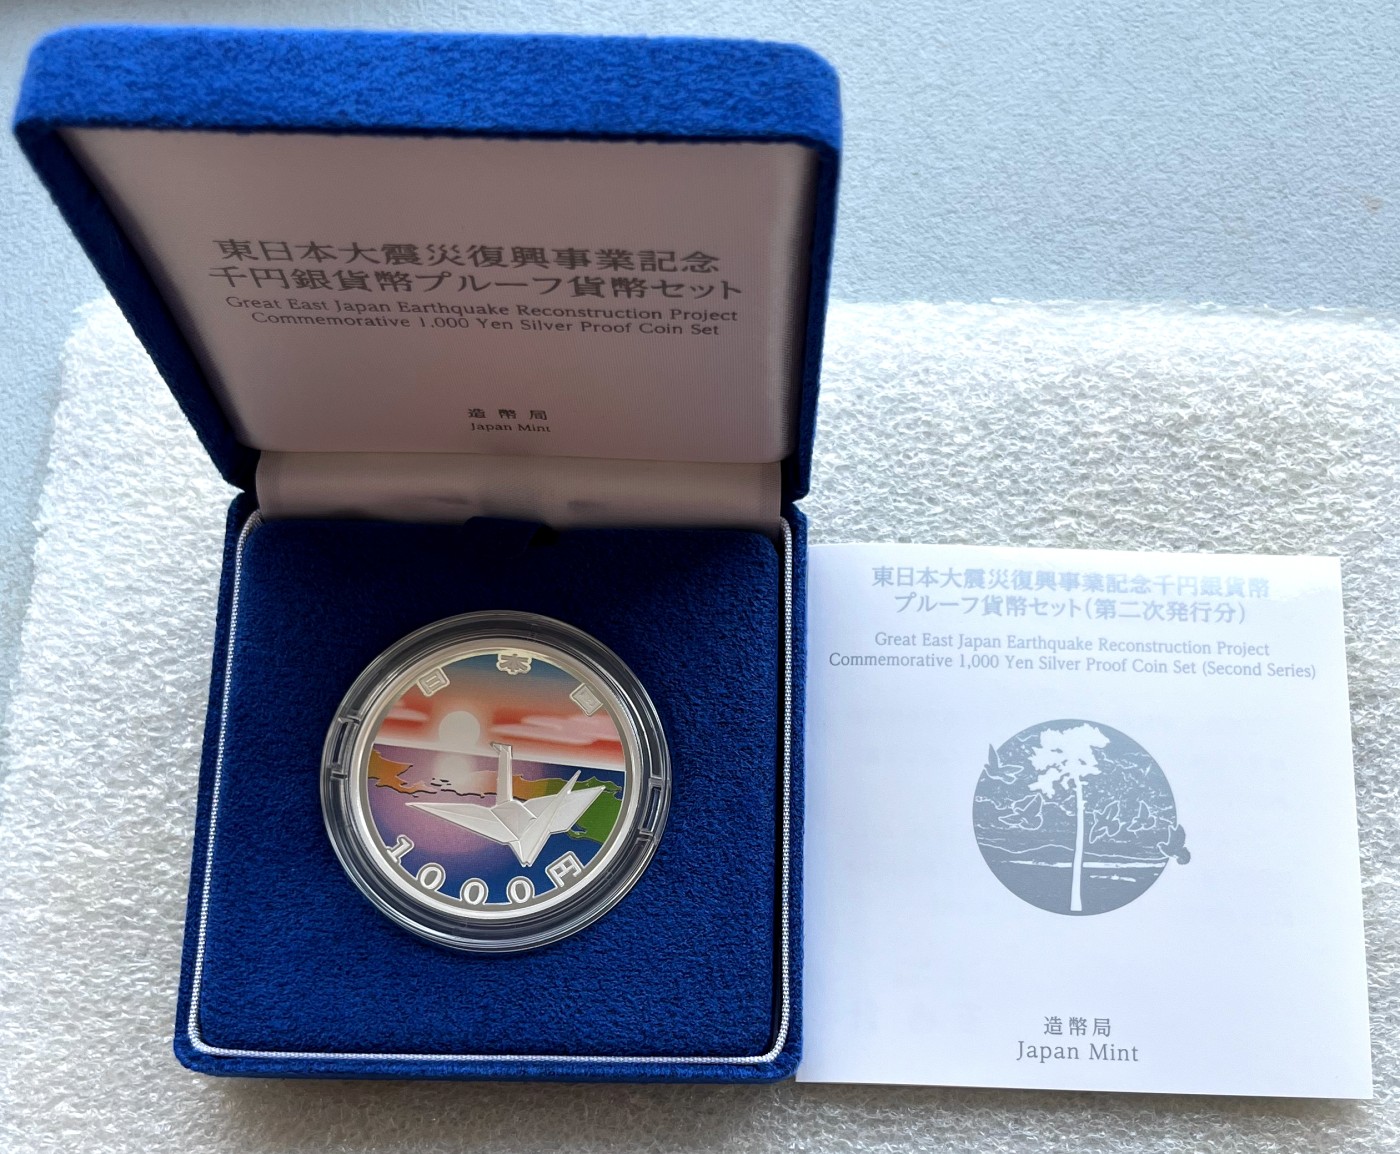 東日本大震災復興事業記念
千円銀貨幣プルーフ貨幣セット
Great East Japan Earthquake Reconstruction Project
Commemorative 1,000 Yen Silver Proof Coin Set
造幣局
Japan Mint
日本国
1000円
東日本大震災復興事業記念千円銀貨幣
プルーフ貨幣セット(第二次発行分)
Great East Japan Earthquake Reconstruction Project
Commemorative 1,000 Yen Silver Proof Coin Set (Second Series)
造幣局
Japan Mint